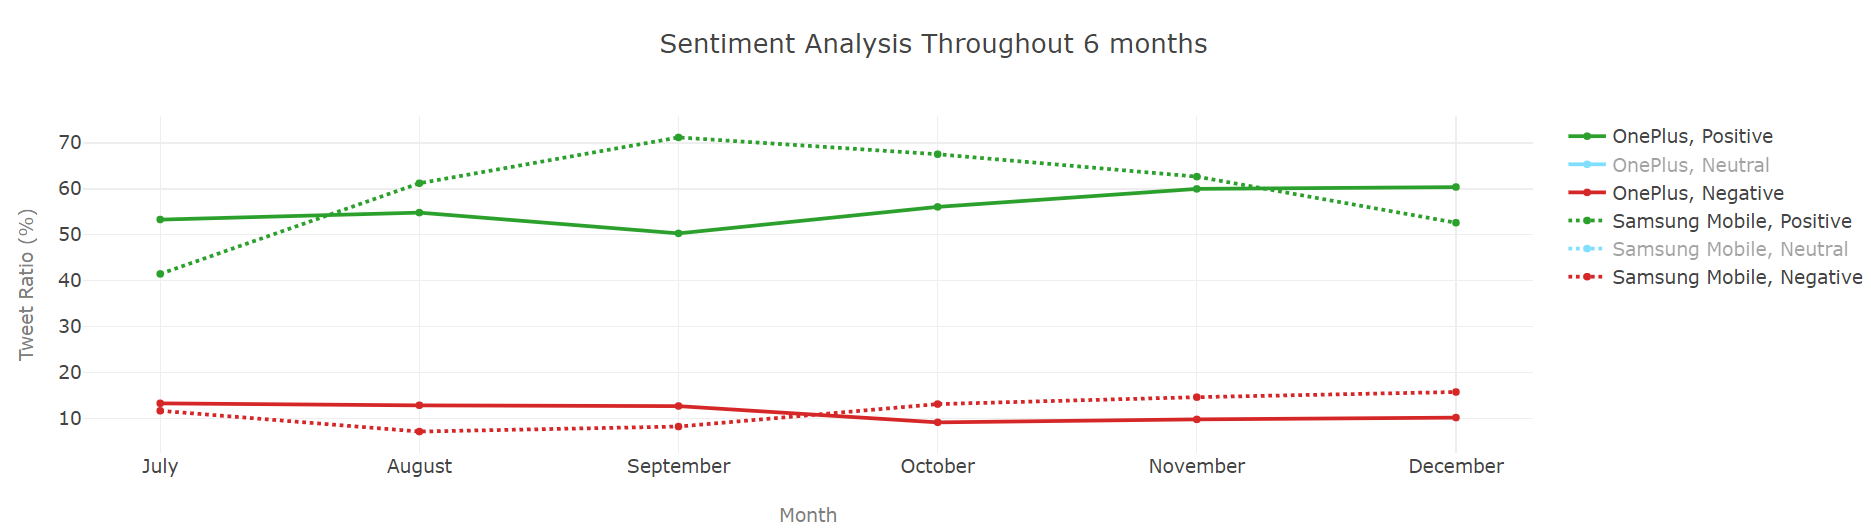 Sentiment Analysis Throughout 6 months
Tweet Ratio (%)
70
60
50
40
30
20
10
July August September October November December
Month
OnePlus, Positive
OnePlus, Neutral
OnePlus, Negative
Samsung Mobile, Positive
Samsung Mobile, Neutral
Samsung Mobile, Negative